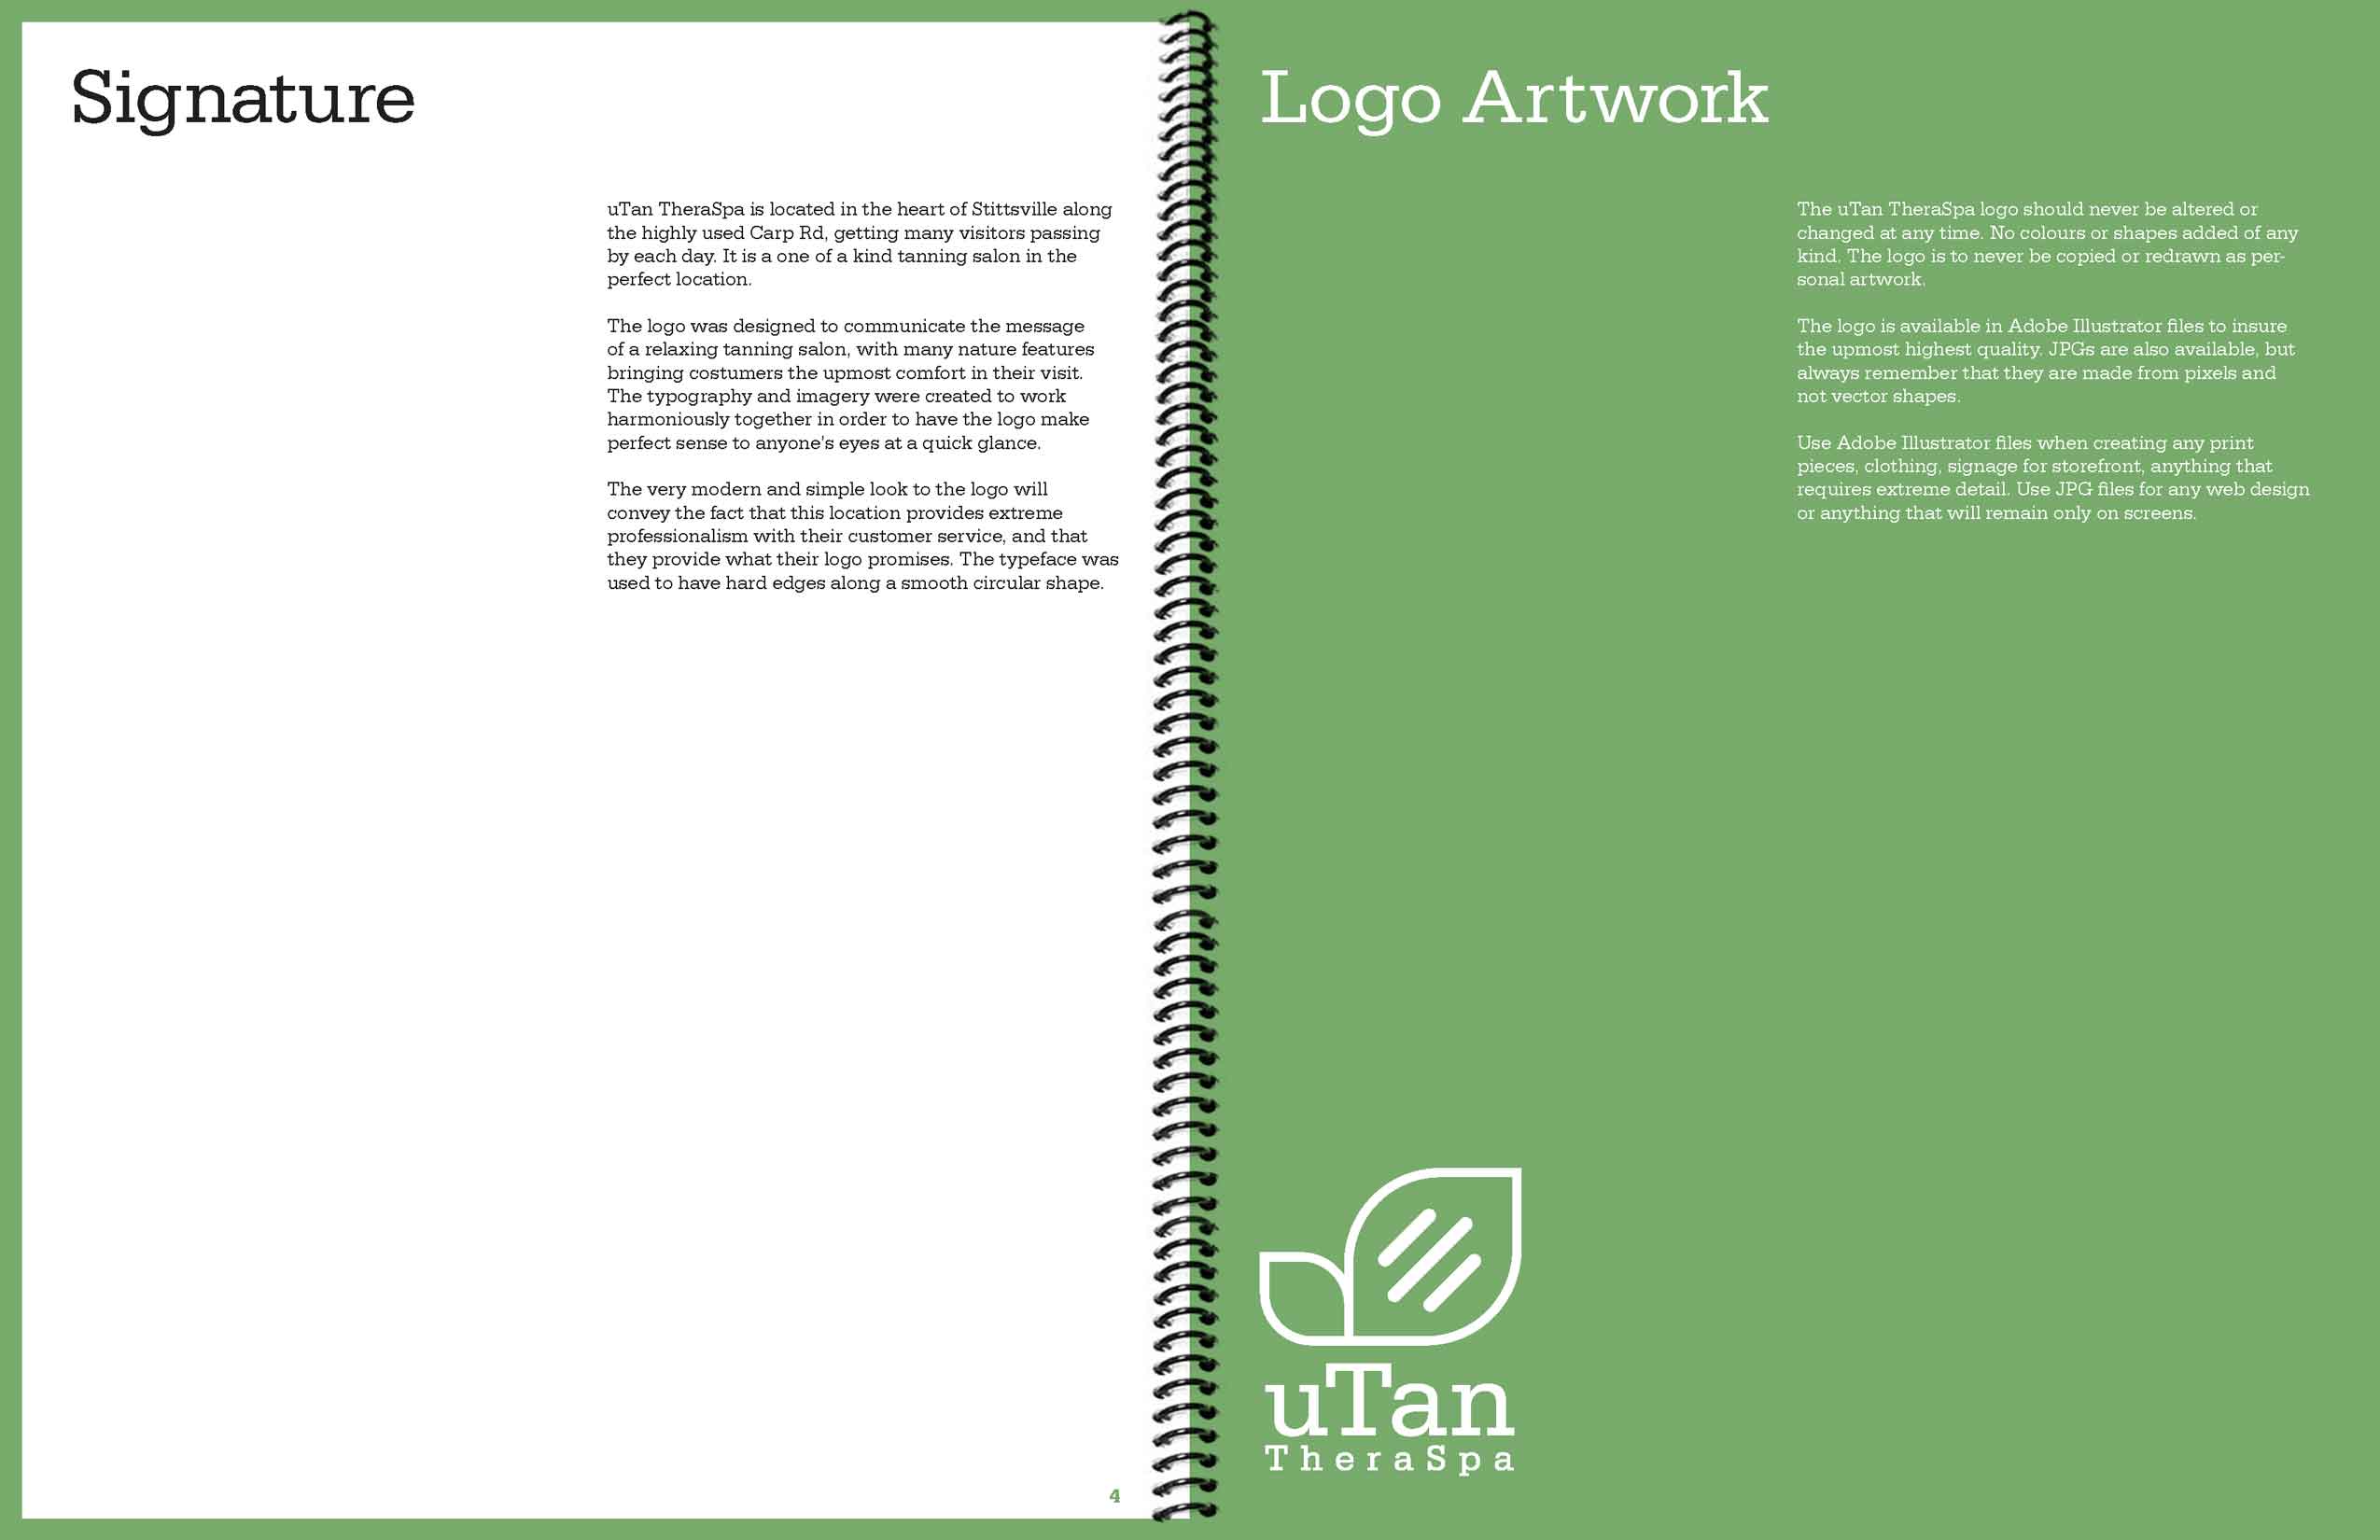 Signature
uTan TheraSpa is located in the heart of Stittsville along
the highly used Carp Rd, getting many visitors passing
by each day. It is a one of a kind tanning salon in the
perfect location.
The logo was designed to communicate the message
of a relaxing tanning salon, with many nature features
bringing costumers the upmost comfort in their visit.
The typography and imagery were created to work
harmoniously together in order to have the logo make
perfect sense to anyone's eyes at a quick glance.
The very modern and simple look to the logo will
convey the fact that this location provides extreme
professionalism with their customer service, and that
they provide what their logo promises. The typeface was
used to have hard edges along a smooth circular shape.
4
Logo Artwork
The uTan TheraSpa logo should never be altered or
changed at any time. No colours or shapes added of any
kind. The logo is to never be copied or redrawn as per-
sonal artwork.
The logo is available in Adobe Illustrator files to insure
the upmost highest quality. JPGs are also available, but
always remember that they are made from pixels and
not vector shapes.
Use Adobe Illustrator files when creating any print
pieces, clothing, signage for storefront, anything that
requires extreme detail. Use JPG files for any web design
or anything that will remain only on screens.
uTan
TheraSpa